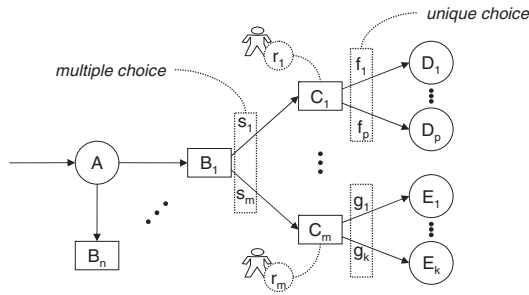 unique choice
multiple choice
r1
f1
D1
s1
C1
fp
Dp
A
B1
sm
g1
E1
Bn
Cm
gk
Ek
rm